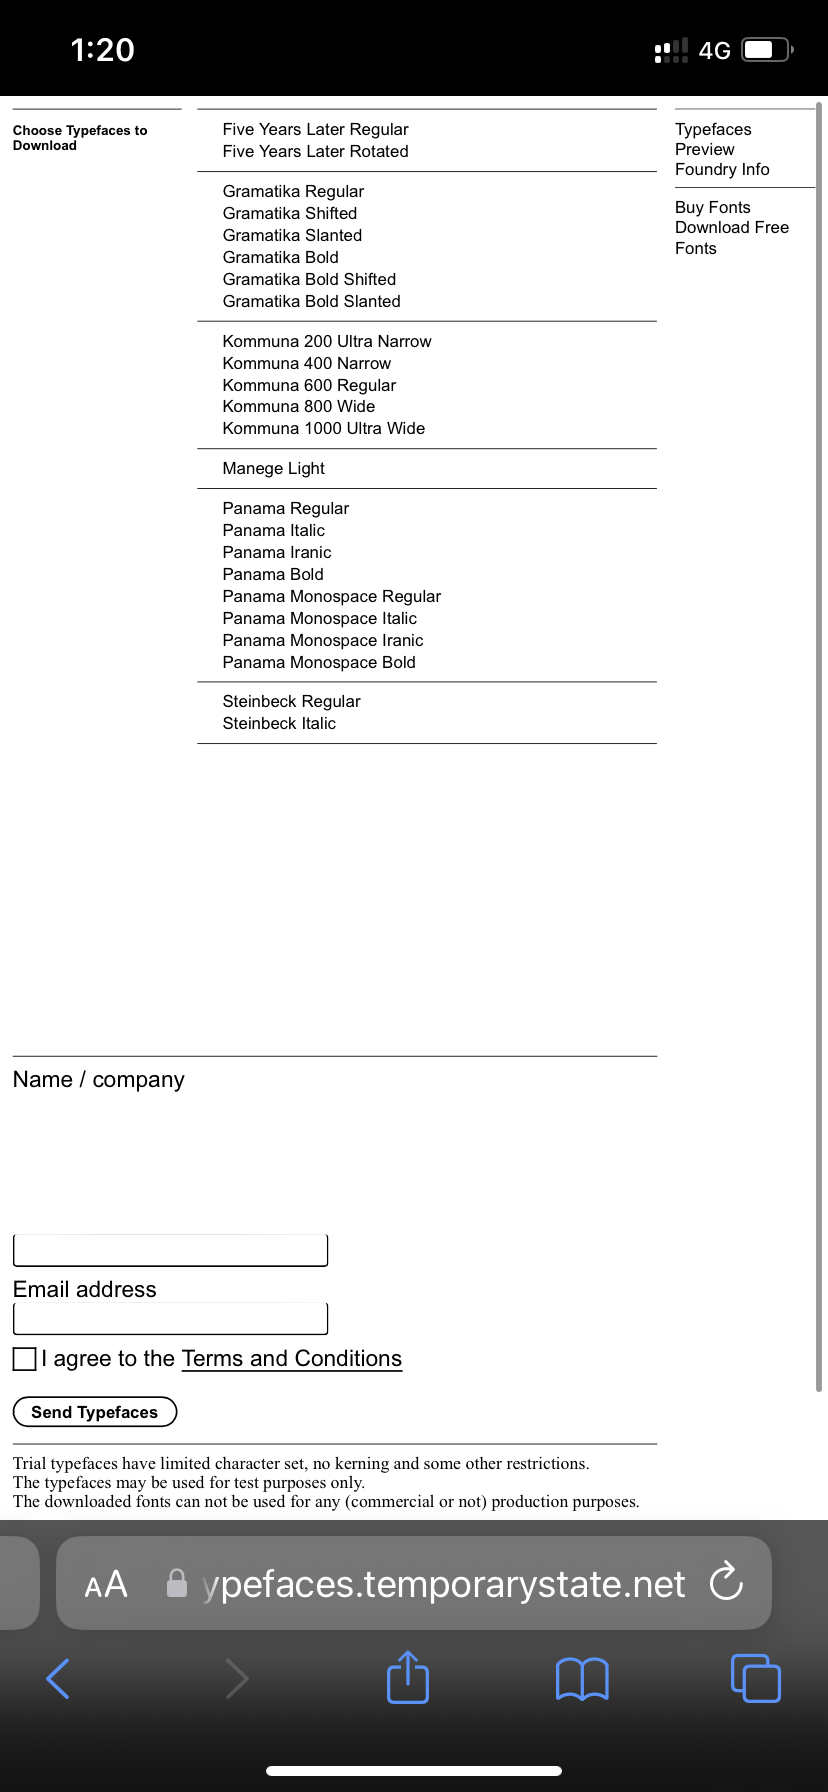 1:20
4G
Choose Typefaces to
Download
Five Years Later Regular
Five Years Later Rotated
Gramatika Regular
Gramatika Shifted
Gramatika Slanted
Gramatika Bold
Gramatika Bold Shifted
Gramatika Bold Slanted
Kommuna 200 Ultra Narrow
Kommuna 400 Narrow
Kommuna 600 Regular
Kommuna 800 Wide
Kommuna 1000 Ultra Wide
Manege Light
Panama Regular
Panama Italic
Panama Iranic
Panama Bold
Panama Monospace Regular
Panama Monospace Italic
Panama Monospace Iranic
Panama Monospace Bold
Steinbeck Regular
Steinbeck Italic
Typefaces
Preview
Foundry Info
Buy Fonts
Download Free
Fonts
Name / company
Email address
I agree to the Terms and Conditions
Send Typefaces
Trial typefaces have limited character set, no kerning and some other restrictions.
The typefaces may be used for test purposes only.
The downloaded fonts can not be used for any (commercial or not) production purposes.
AA ypefaces.temporarystate.net